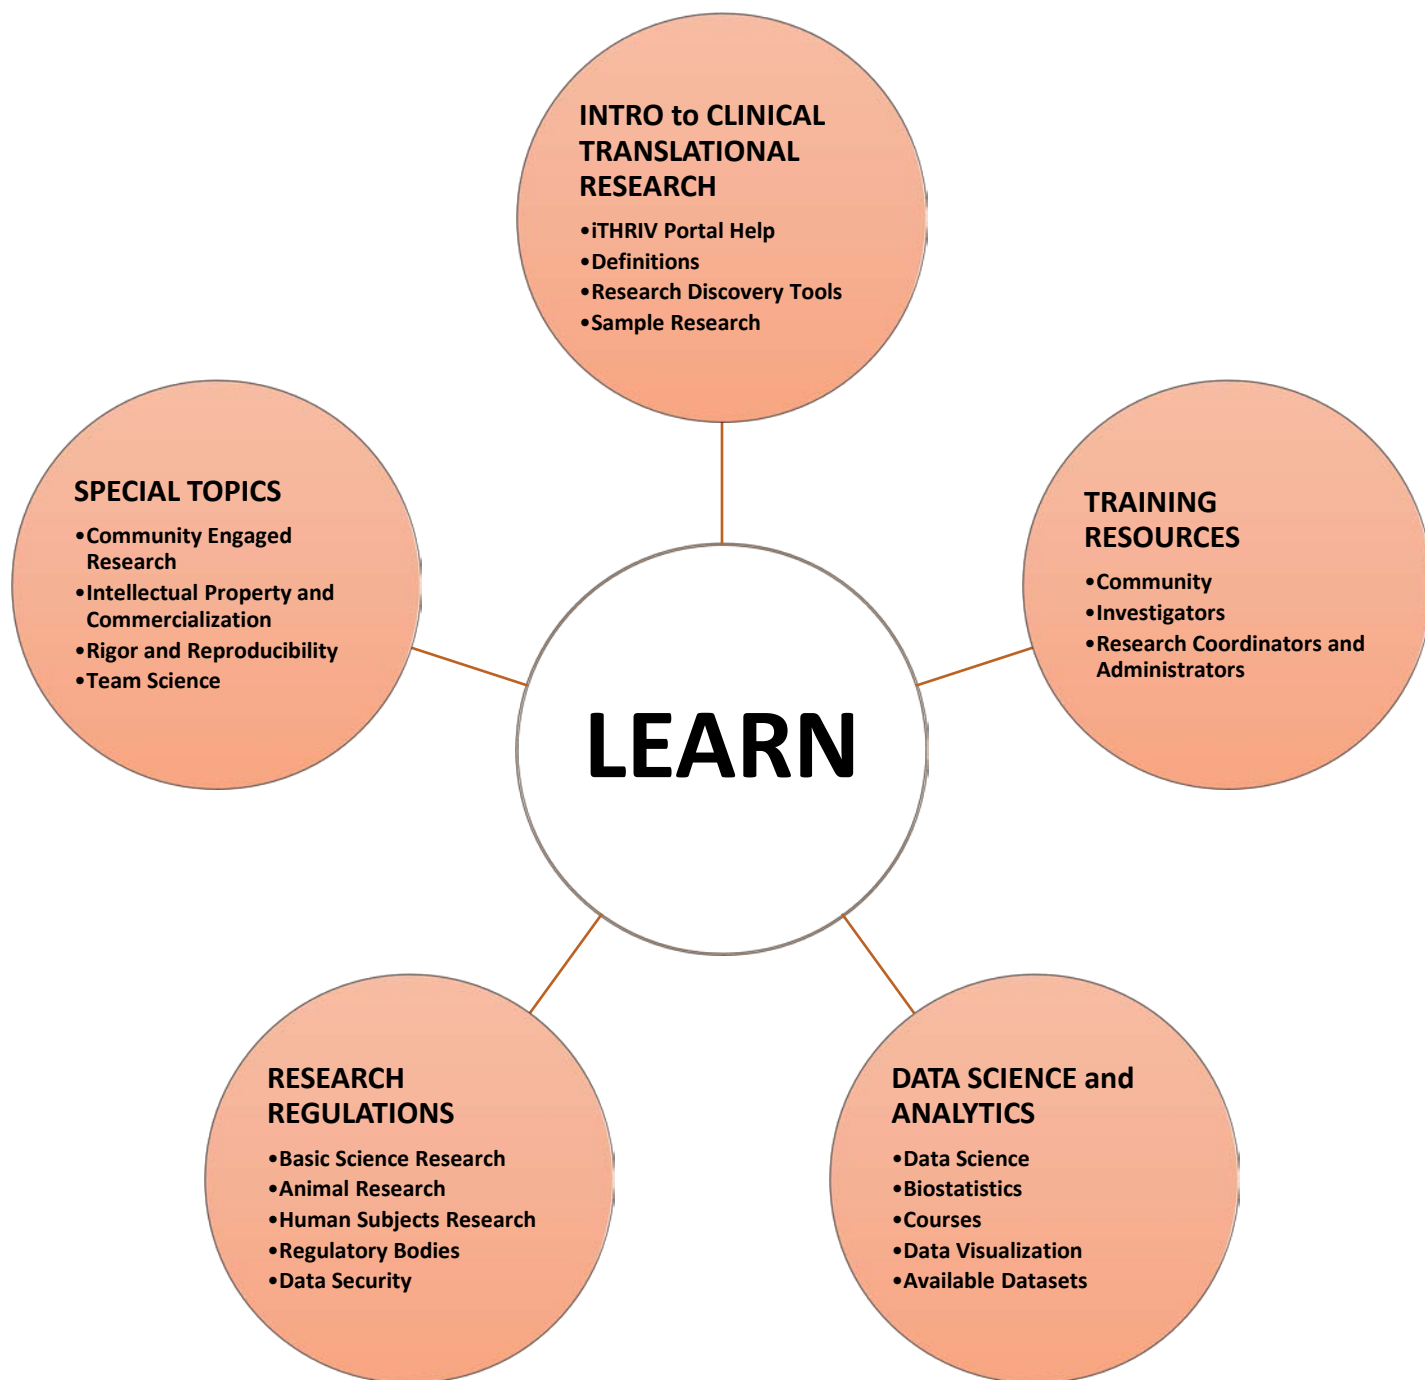 INTRO to CLINICAL
TRANSLATIONAL
RESEARCH
•iTHRIV Portal Help
•Definitions
•Research Discovery Tools
•Sample Research
SPECIAL TOPICS
•Community Engaged
Research
•Intellectual Property and
Commercialization
•Rigor and Reproducibility
•Team Science
TRAINING
RESOURCES
•Community
•Investigators
•Research Coordinators and
Administrators
LEARN
RESEARCH
REGULATIONS
•Basic Science Research
•Animal Research
•Human Subjects Research
•Regulatory Bodies
•Data Security
DATA SCIENCE and
ANALYTICS
•Data Science
•Biostatistics
•Courses
•Data Visualization
•Available Datasets